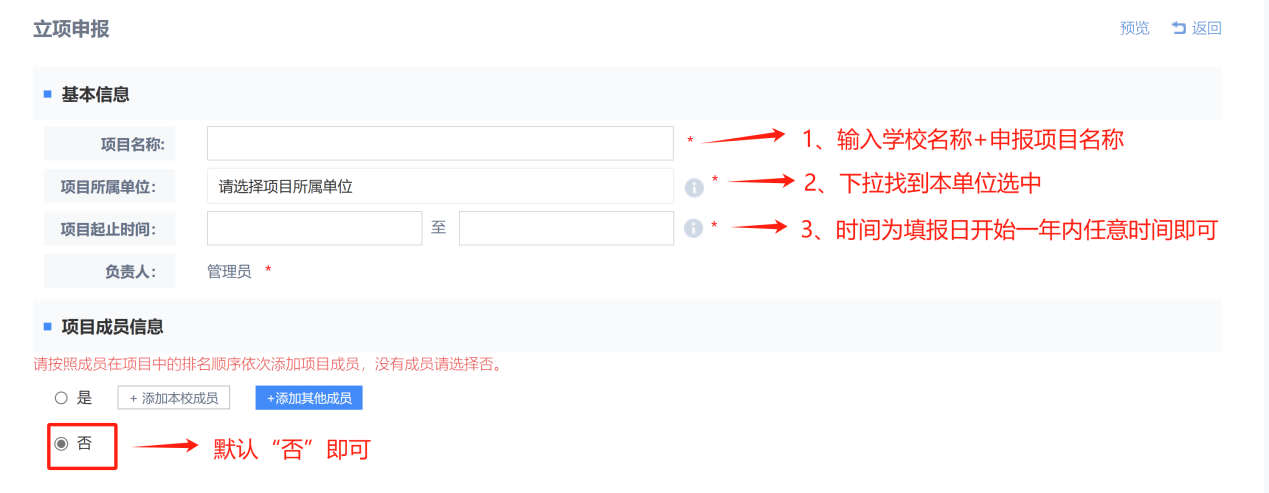 立项申报
预览 返回
基本信息
项目名称: * 1、输入学校名称+申报项目名称
项目所属单位： 请选择项目所属单位 * 2、下拉找到本单位选中
项目起止时间： 至 * 3、时间为填报日开始一年内任意时间即可
负责人： 管理员 *
项目成员信息
请按照成员在项目中的排名顺序依次添加项目成员，没有成员请选择否。
是 + 添加本校成员 +添加其他成员
否 默认“否”即可